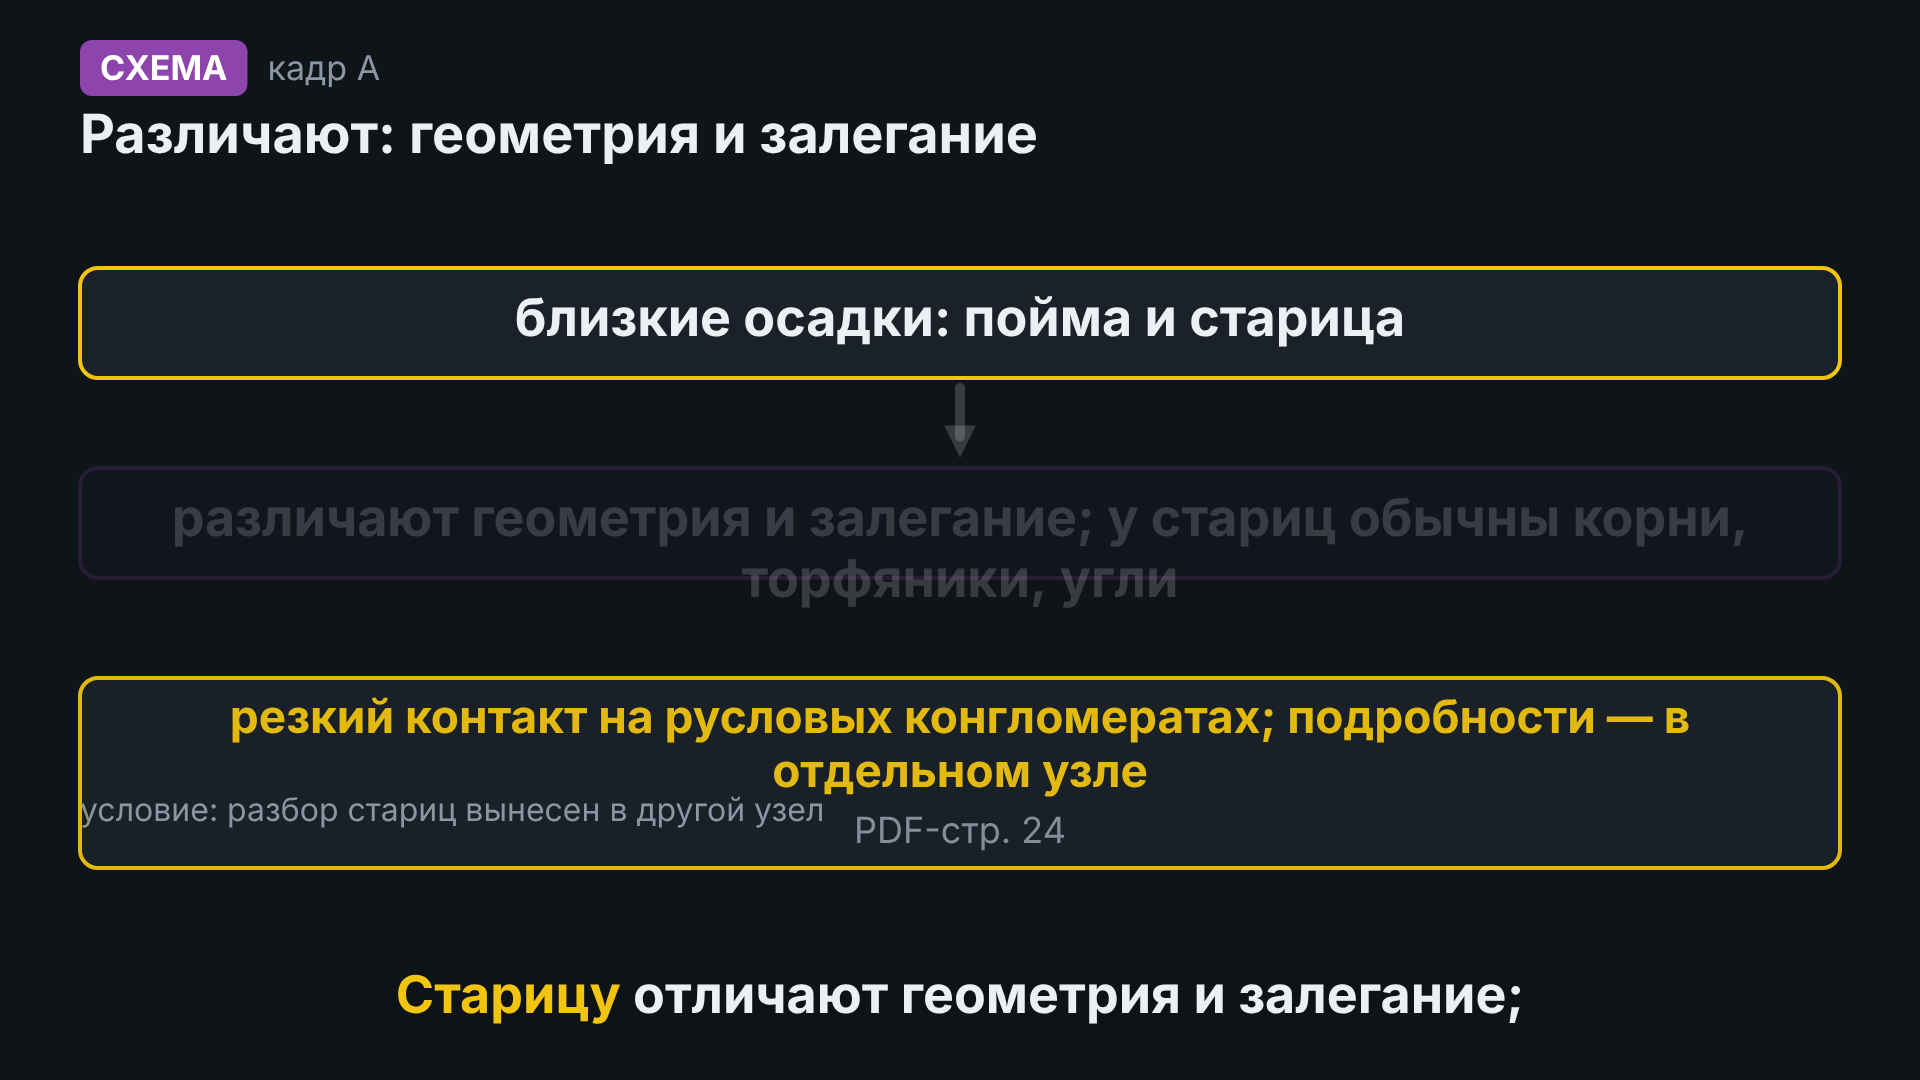 СХЕМА кадр А
Различают: геометрия и залегание
близкие осадки: пойма и старица
различают геометрия и залегание; у стариц обычны корни,
торфяники, угли
резкий контакт на русловых конгломератах; подробности — в
отдельном узле
условие: разбор стариц вынесен в другой узел
PDF-стр. 24
Старицу отличают геометрия и залегание;